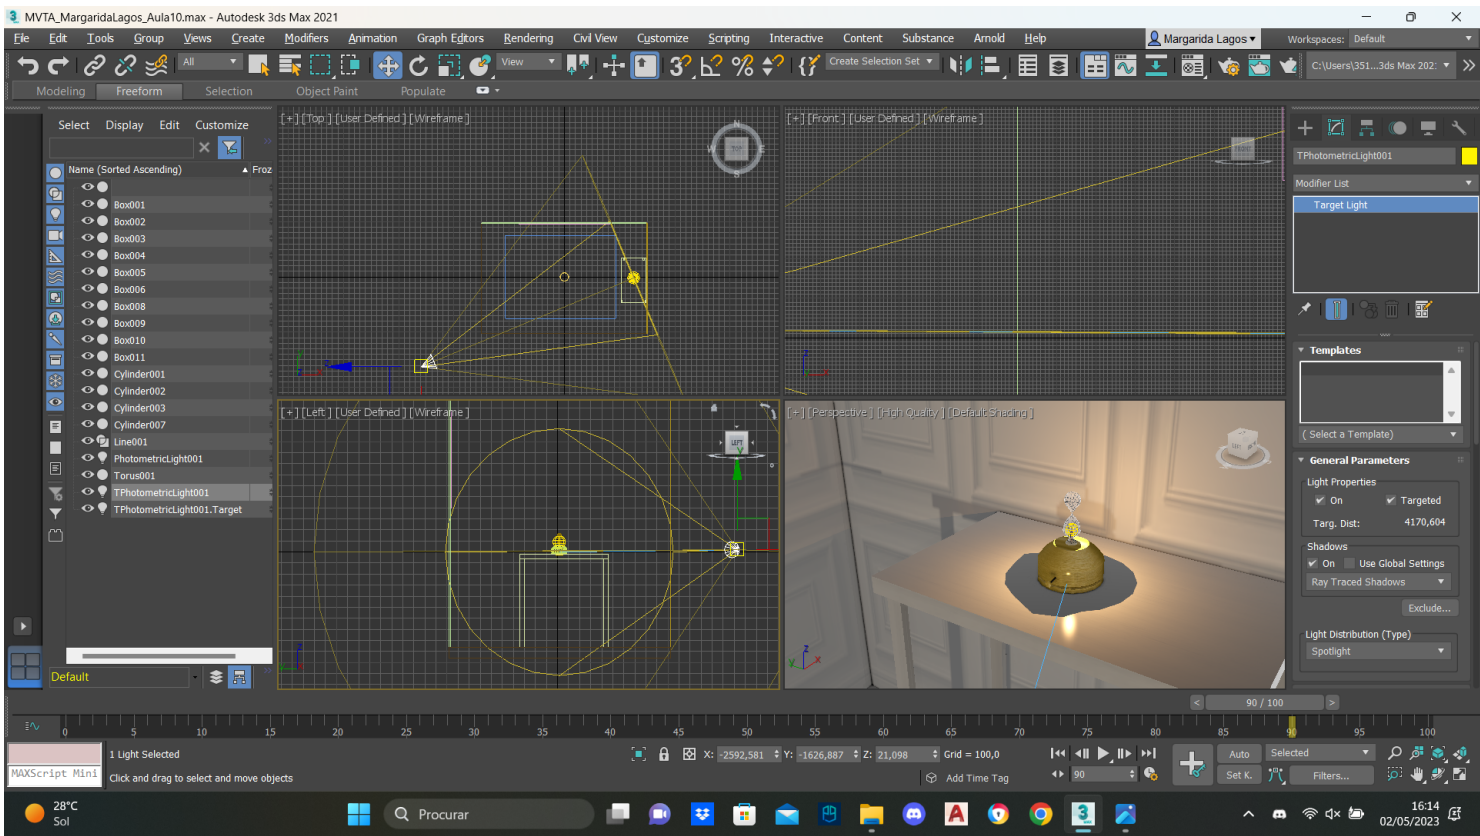 MVTA_MargaridaLagos_Aula10.max - Autodesk 3ds Max 2021
File Edit Tools Group Views Create Modifiers Animation Graph Editors Rendering Civil View Customize Scripting Interactive Content Substance Arnold Help Margarida Lagos Workspaces: Default
All View Create Selection Set C:\Users\351...3ds Max 202:
Modeling Freeform Selection Object Paint Populate
Select Display Edit Customize
Name (Sorted Ascending) Froz
Box001
Box002
Box003
Box004
Box005
Box006
Box008
Box009
Box010
Box011
Cylinder001
Cylinder002
Cylinder003
Cylinder007
Line001
PhotometricLight001
Torus001
TPhotometricLight001
TPhotometricLight001.Target
Default
[+] [Top] [User Defined] [Wireframe]
N
W TOP E
S
[+] [Front] [User Defined] [Wireframe]
FRONT
[+] [Left] [User Defined] [Wireframe]
LEFT
[+] [Perspective] [High Quality] [Default Shading]
TPhotometricLight001
Modifier List
Target Light
Templates
(Select a Template)
General Parameters
Light Properties
On Targeted
Targ. Dist: 4170,604
Shadows
On Use Global Settings
Ray Traced Shadows
Exclude...
Light Distribution (Type)
Spotlight
< 90 / 100 >
0 5 10 15 20 25 30 35 40 45 50 55 60 65 70 75 80 85 90 95 100
1 Light Selected X: -2592,581 Y: -1626,887 Z: 21,098 Grid = 100,0 Auto Selected
MAXScript Mini Click and drag to select and move objects Add Time Tag 90 Set K. Filters...
28°C
Sol
Procurar
16:14
02/05/2023